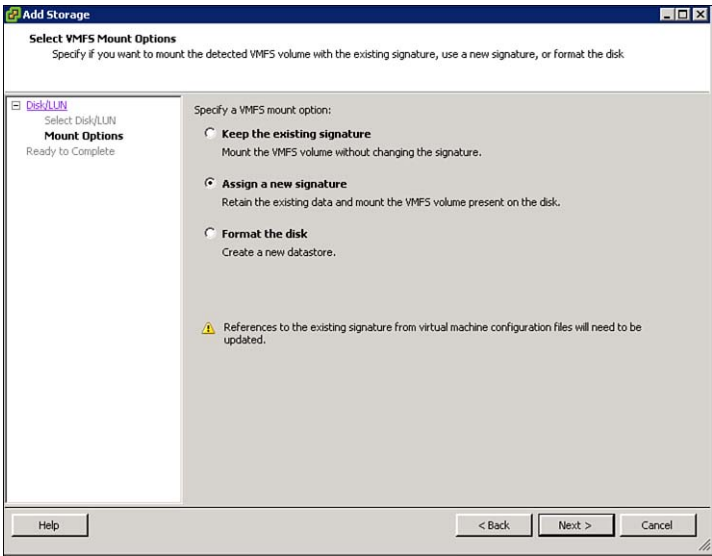 Add Storage
Select VMFS Mount Options
Specify if you want to mount the detected VMFS volume with the existing signature, use a new signature, or format the disk
Disk/LUN
Select Disk/LUN
Mount Options
Ready to Complete
Specify a VMFS mount option:
Keep the existing signature
Mount the VMFS volume without changing the signature.
Assign a new signature
Retain the existing data and mount the VMFS volume present on the disk.
Format the disk
Create a new datastore.
References to the existing signature from virtual machine configuration files will need to be
updated.
Help
< Back
Next >
Cancel